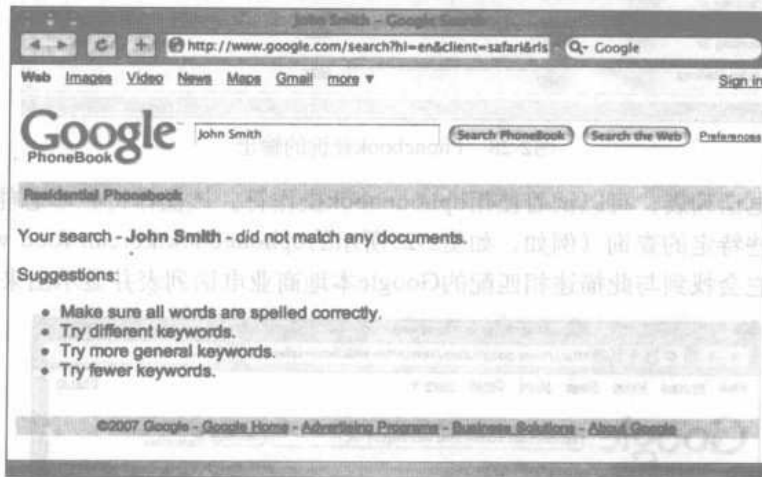 John Smith - Google Search
http://www.google.com/search?hl=en&client=safari&rls
Q- Google
Web Images Video News Maps Gmail more ▼
Sign in
Google
PhoneBook
John Smith
Search PhoneBook
Search the Web
Preferences
Residential Phonebook
Your search - John Smith - did not match any documents.
Suggestions:
• Make sure all words are spelled correctly.
• Try different keywords.
• Try more general keywords.
• Try fewer keywords.
©2007 Google - Google Home - Advertising Programs - Business Solutions - About Google